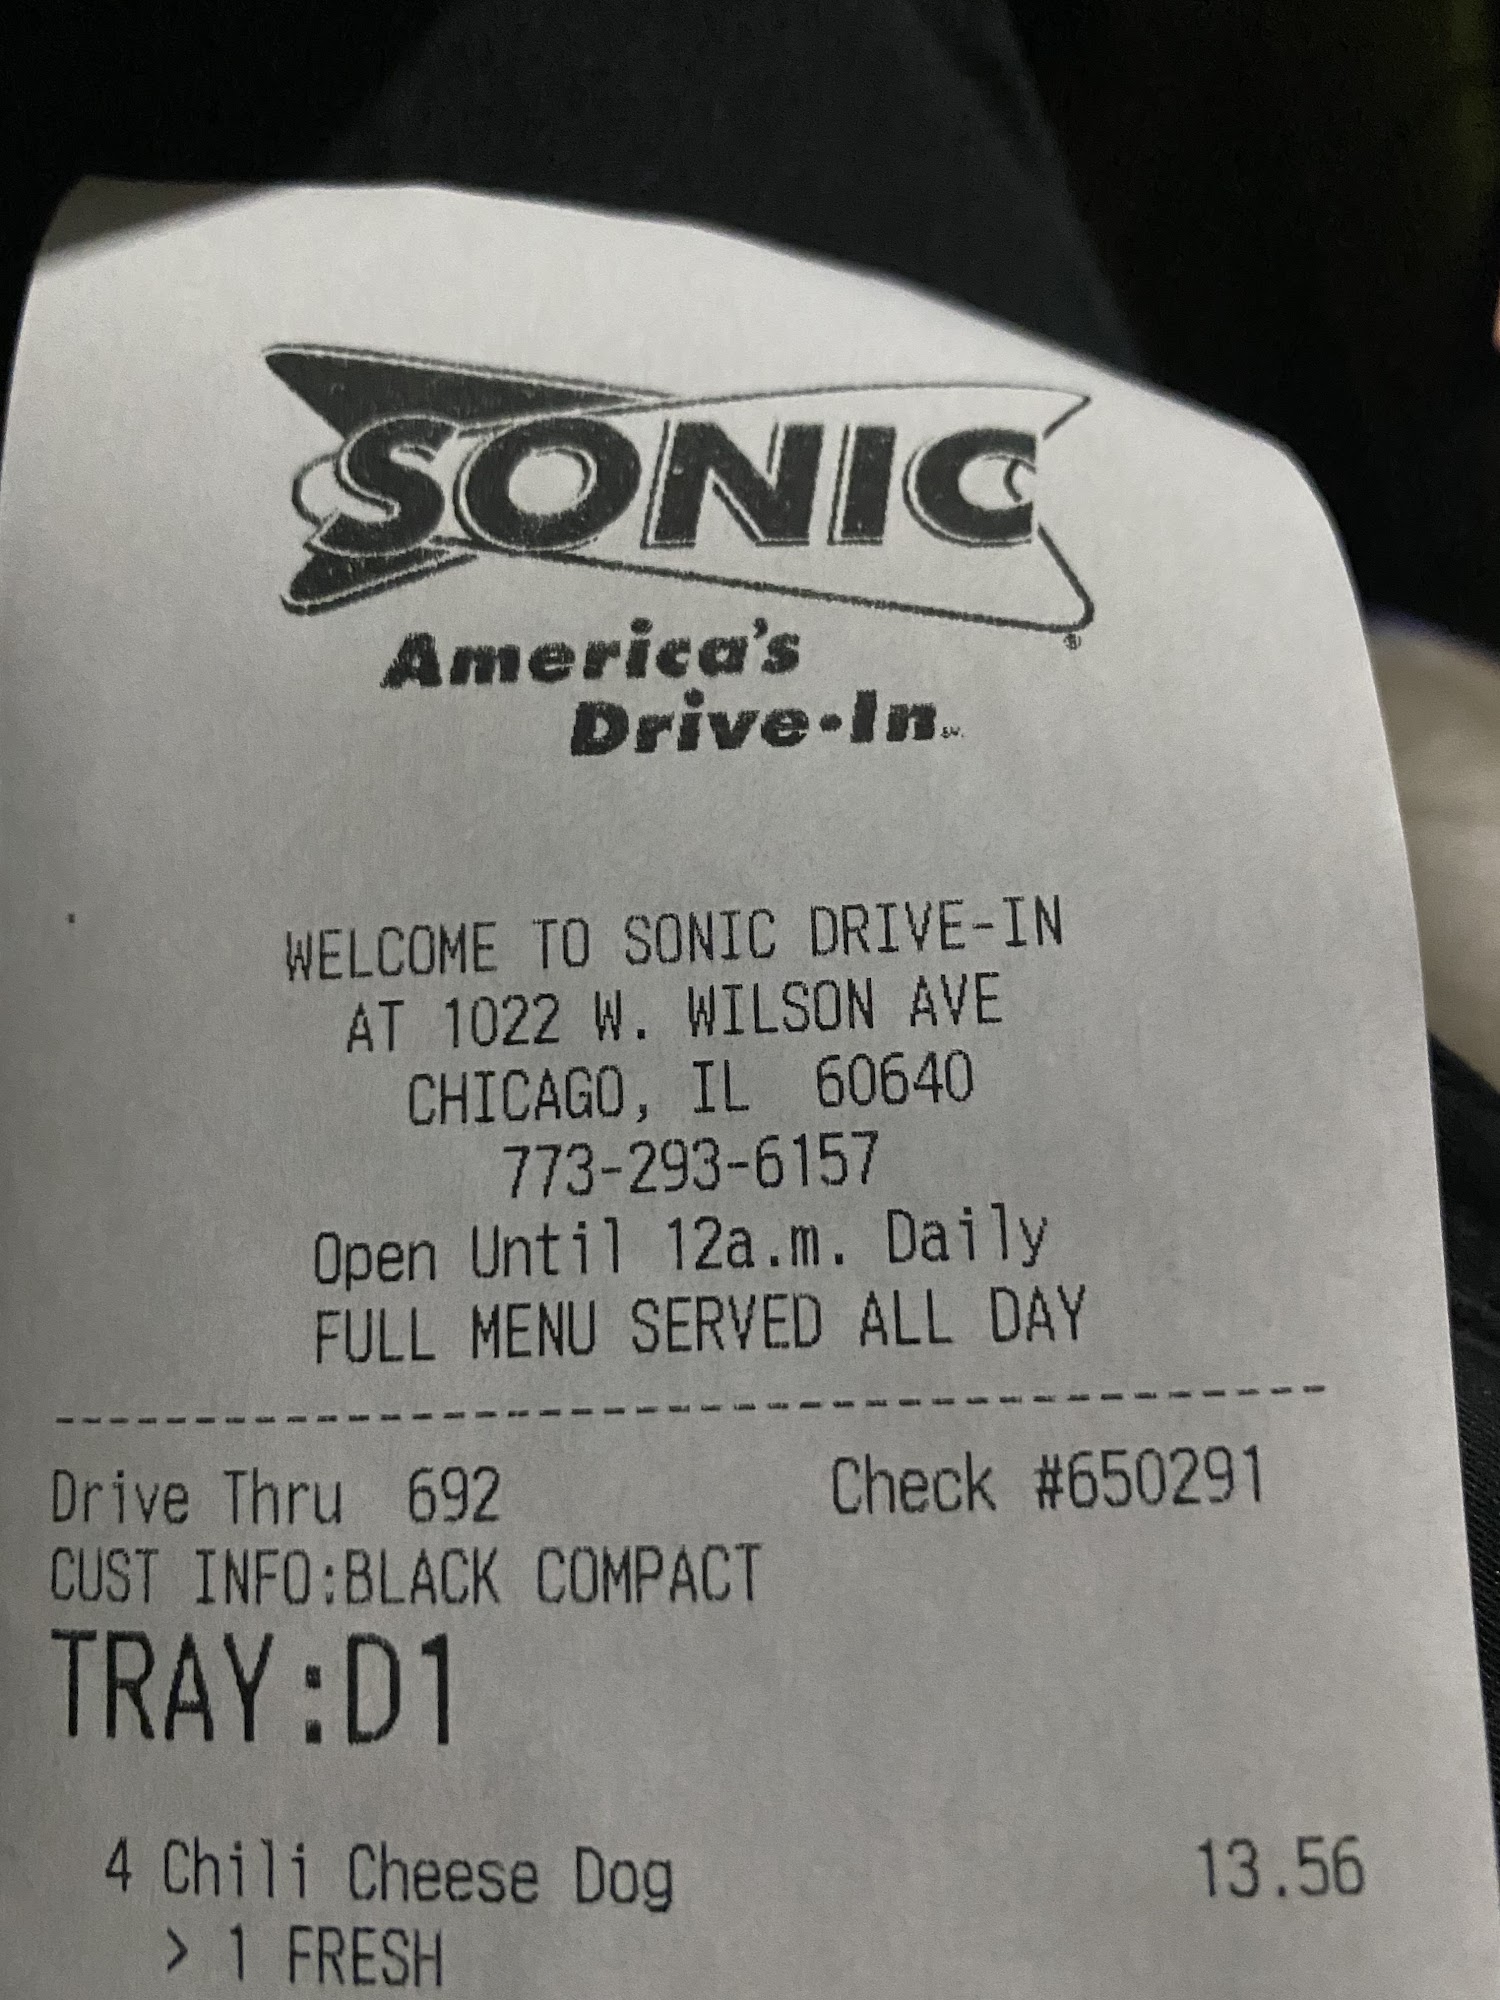 SONIC
America's
Drive-In
WELCOME TO SONIC DRIVE-IN
AT 1022 W. WILSON AVE
CHICAGO, IL  60640
773-293-6157
Open Until 12a.m. Daily
FULL MENU SERVED ALL DAY
--------------------------------------
Drive Thru  692  Check #650291
CUST INFO:BLACK COMPACT
TRAY:D1
4 Chili Cheese Dog  13.56
> 1 FRESH